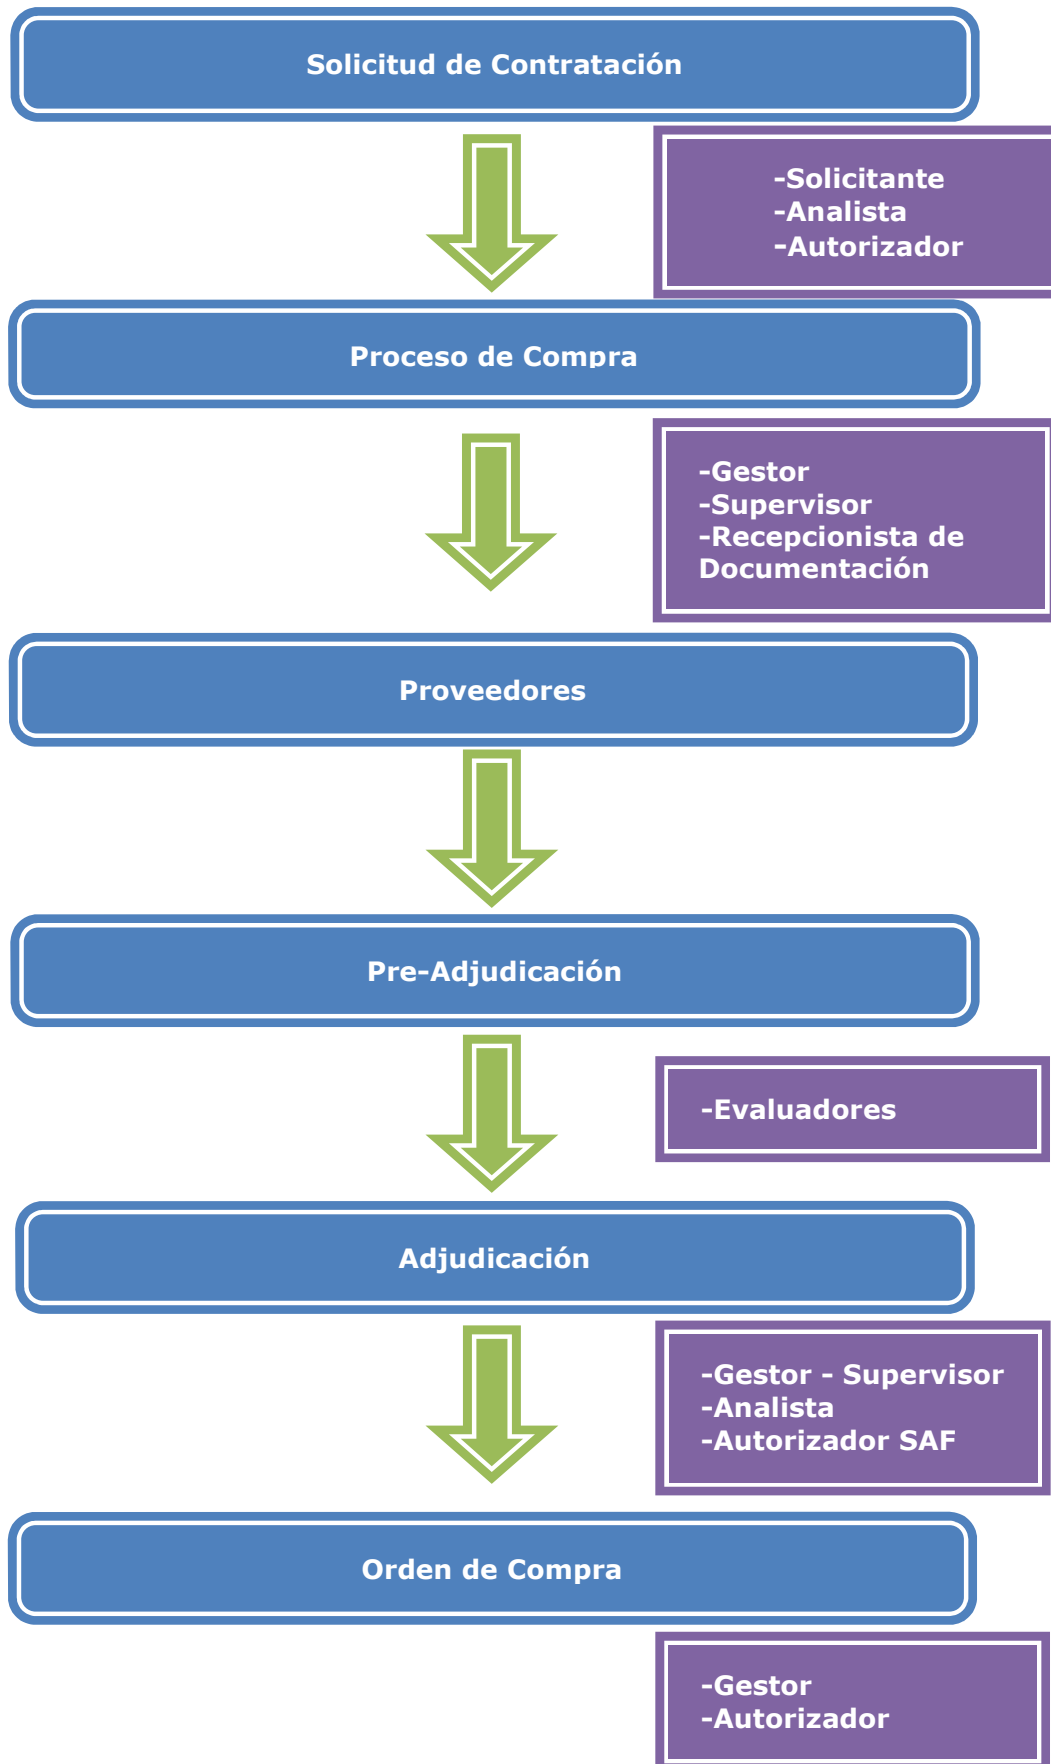 Solicitud de Contratación
-Solicitante
-Analista
-Autorizador
Proceso de Compra
-Gestor
-Supervisor
-Recepcionista de
Documentación
Proveedores
Pre-Adjudicación
-Evaluadores
Adjudicación
-Gestor – Supervisor
-Analista
-Autorizador SAF
Orden de Compra
-Gestor
-Autorizador